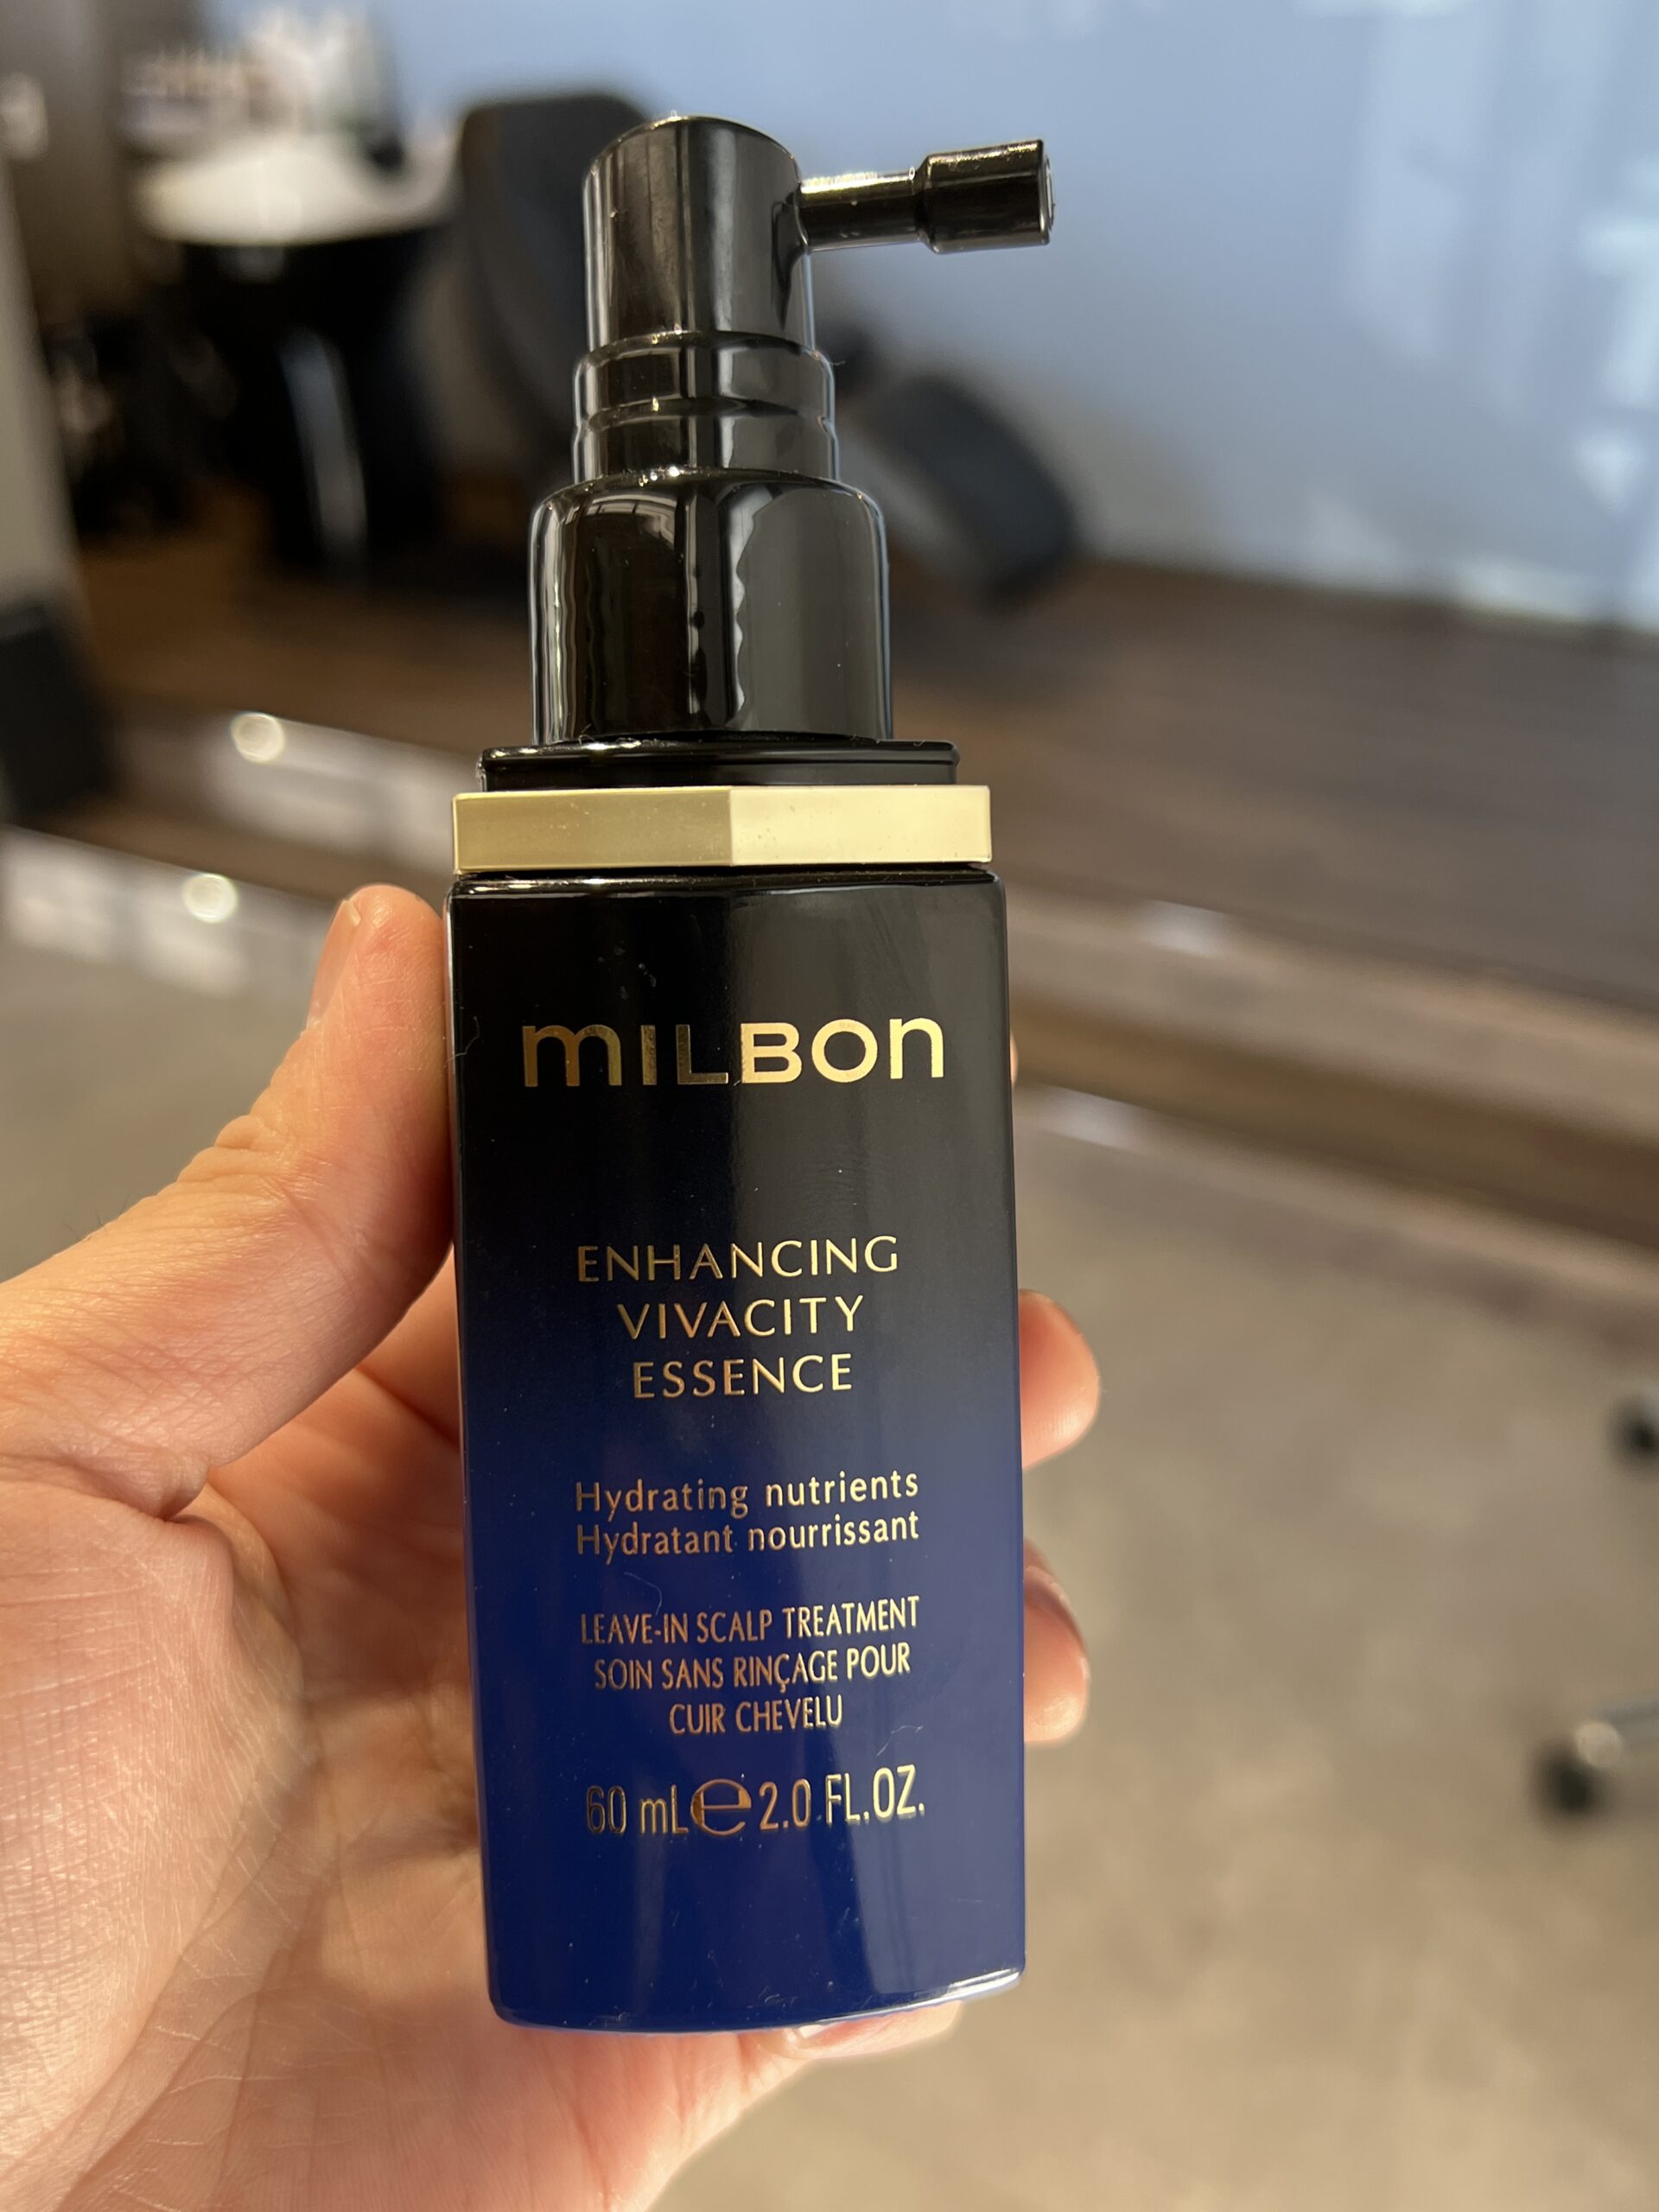 MILBON
ENHANCING
VIVACITY
ESSENCE
Hydrating nutrients
Hydratant nourrissant
LEAVE-IN SCALP TREATMENT
SOIN SANS RINÇAGE POUR
CUIR CHEVELU
60 mL e 2.0 FL.OZ.